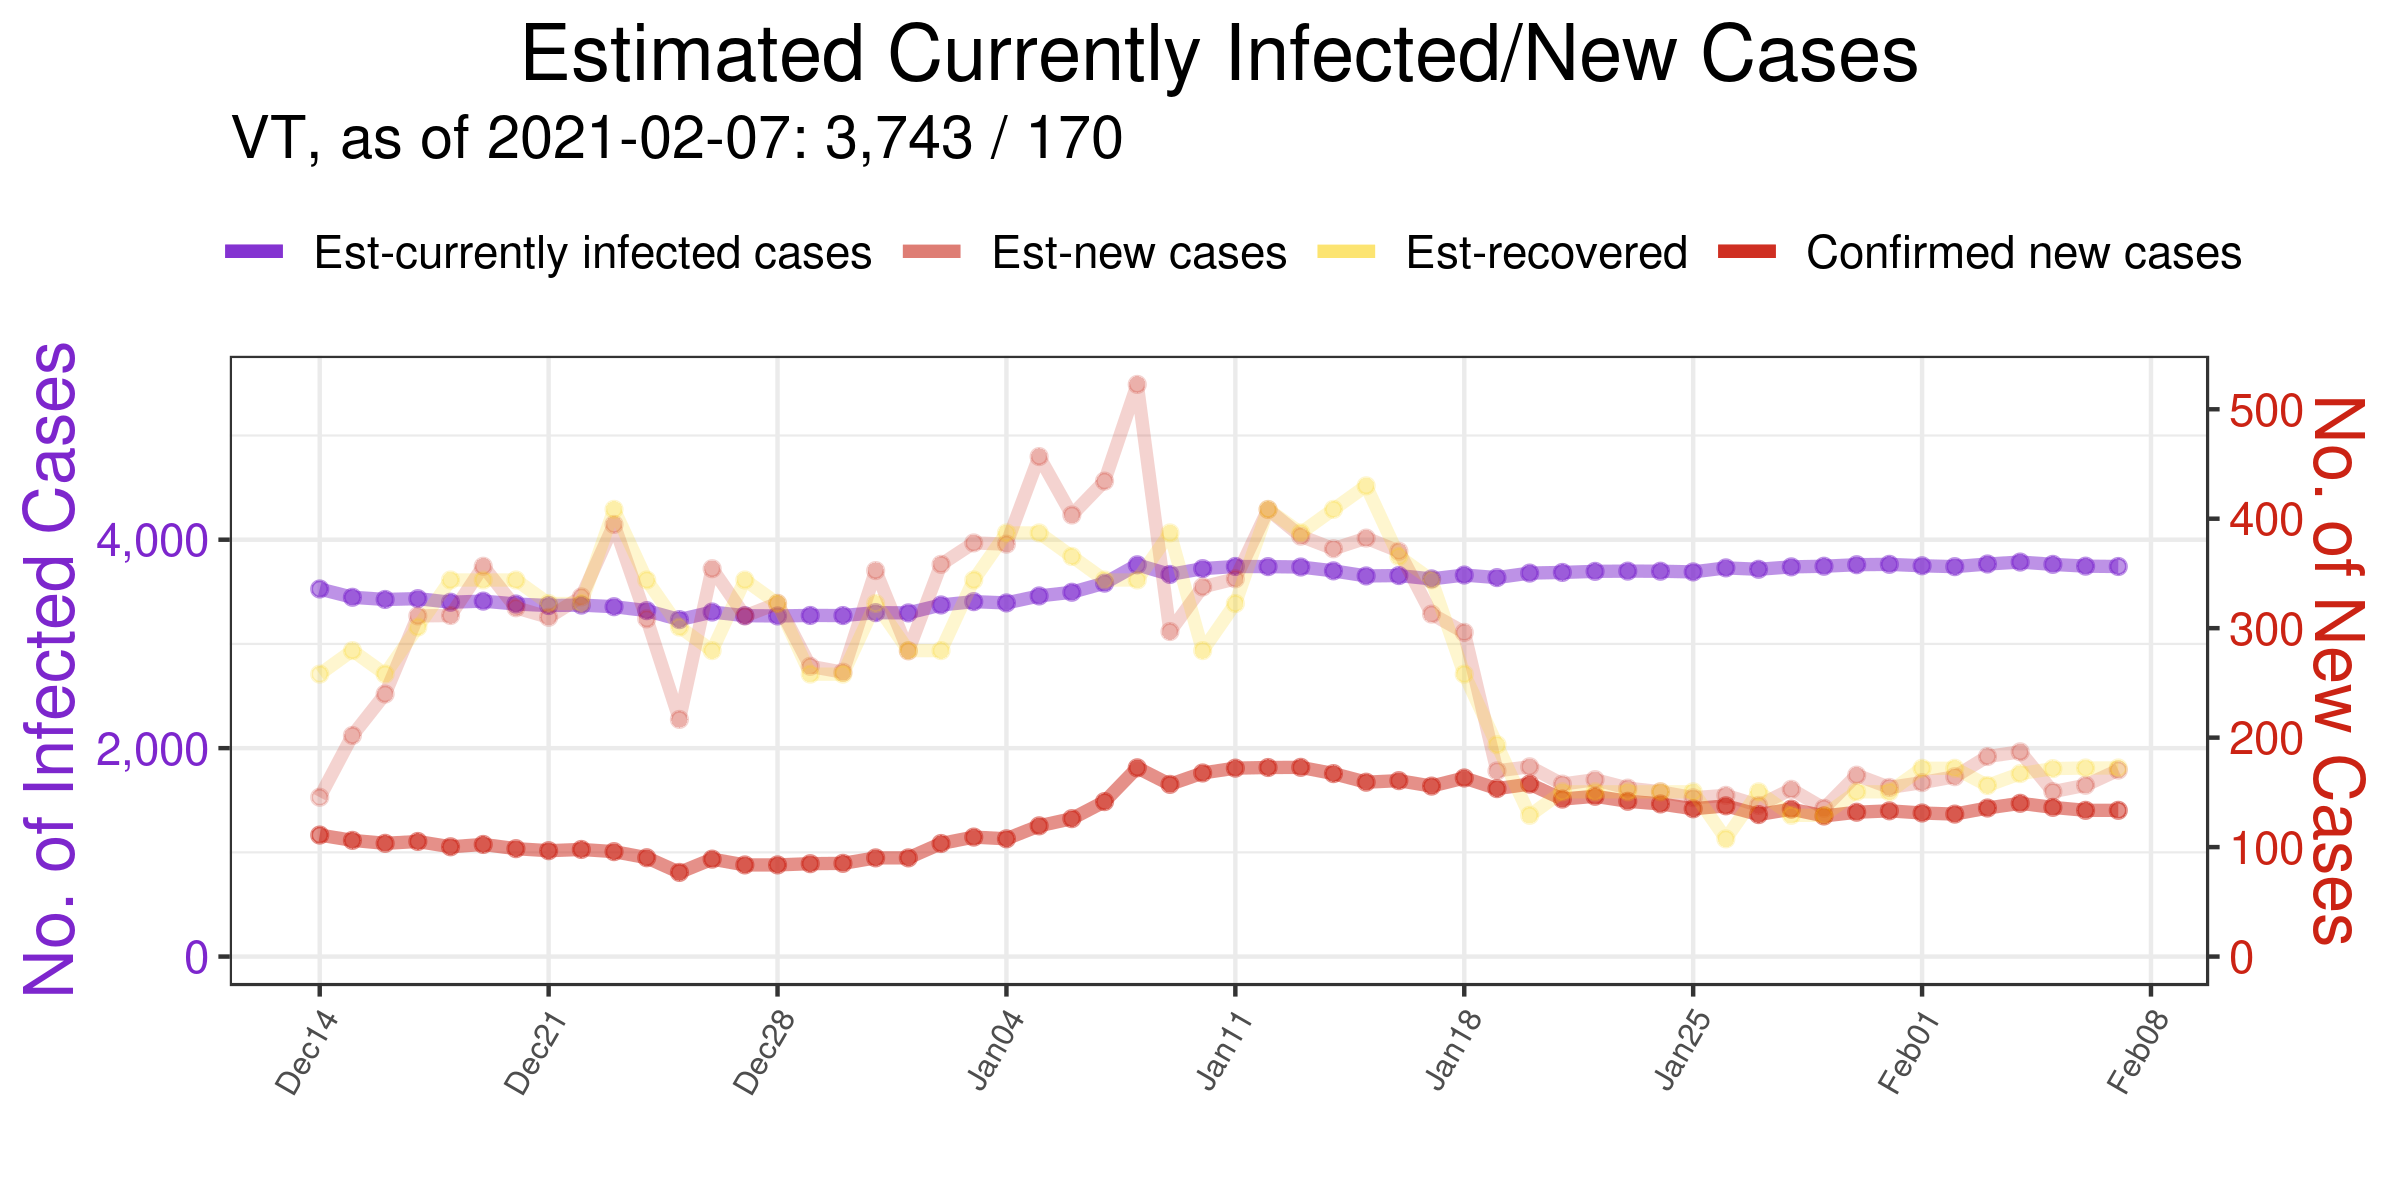 Estimated Currently Infected/New Cases
VT, as of 2021-02-07: 3,743 / 170
Est-currently infected cases Est-new cases Est-recovered Confirmed new cases
No. of Infected Cases
4,000
2,000
0
500
400
300
200
100
0
No. of New Cases
Dec14 Dec21 Dec28 Jan04 Jan11 Jan18 Jan25 Feb01 Feb08